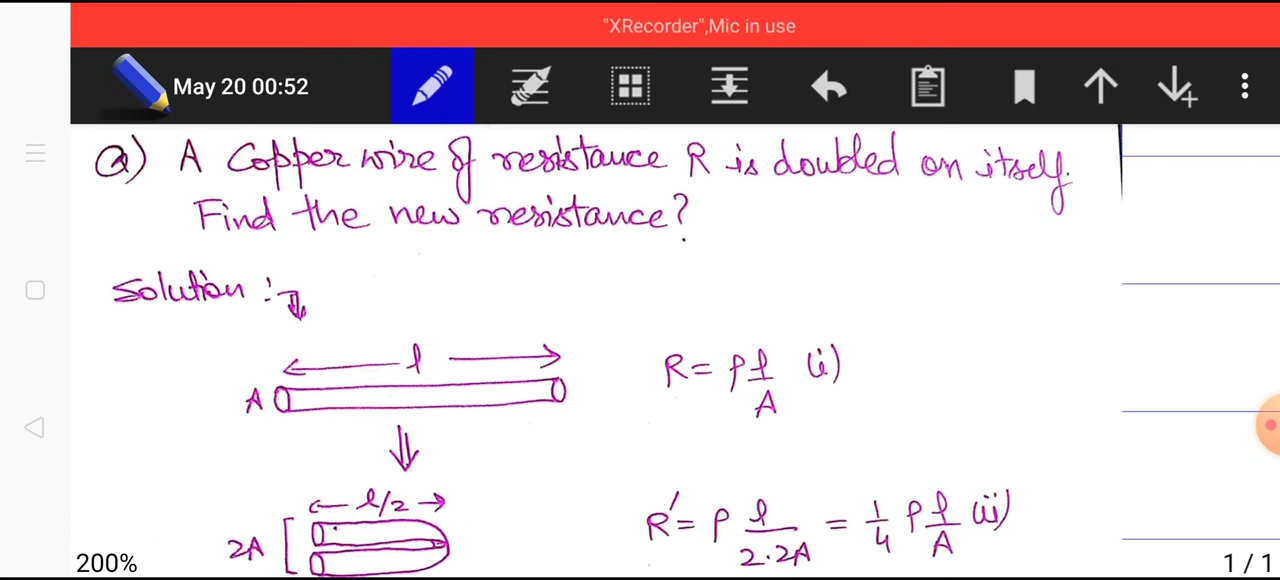 "XRecorder",Mic in use
May 20 00:52
Q) A Copper wire of resistance R is doubled on itself.
Find the new resistance?
Solution :-
l
A
R = ρ l/A (i)
l/2
2A
R' = ρ l/2·2A = 1/4 ρ l/A (ii)
200%
1 / 1